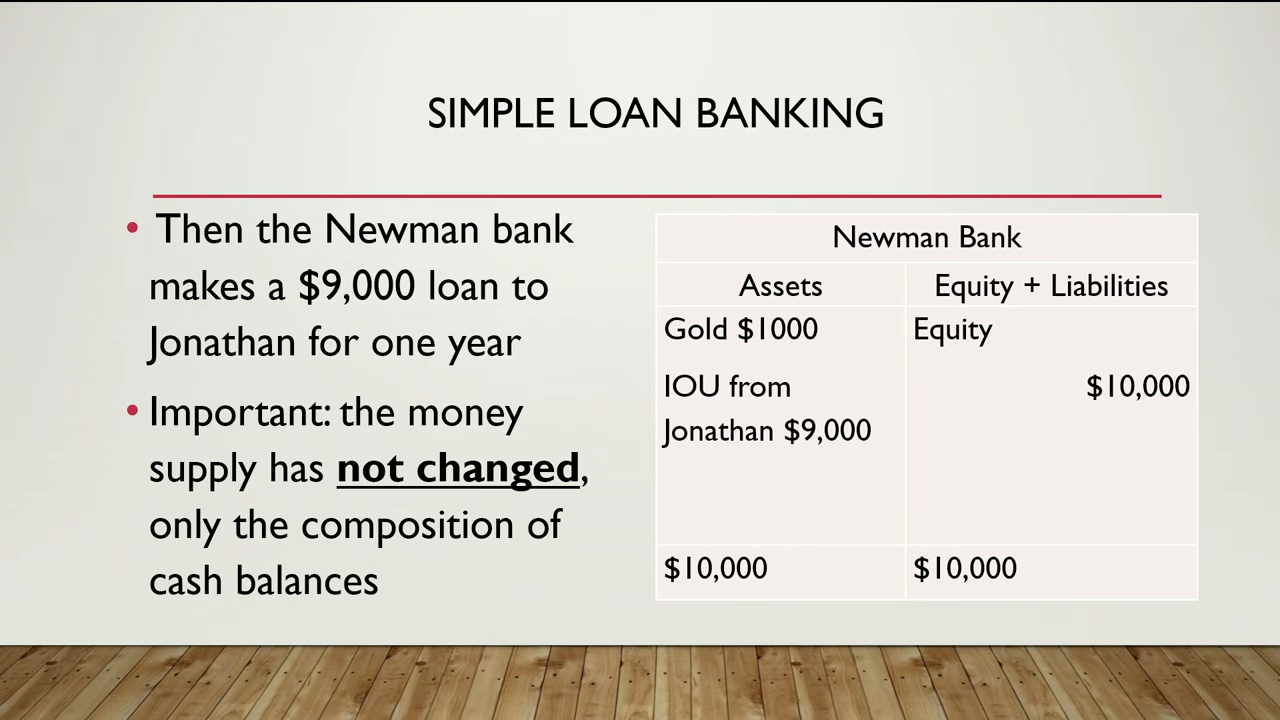 SIMPLE LOAN BANKING
• Then the Newman bank
makes a $9,000 loan to
Jonathan for one year
• Important: the money
supply has not changed,
only the composition of
cash balances
Newman Bank
Assets
Equity + Liabilities
Gold $1000
Equity
IOU from
$10,000
Jonathan $9,000
$10,000
$10,000